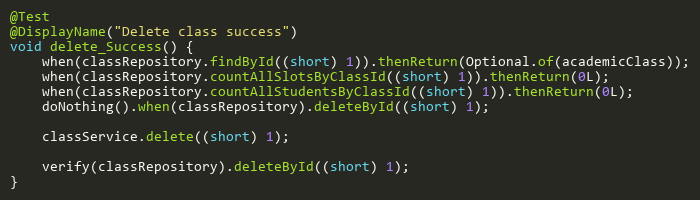 @Test
@DisplayName("Delete class success")
void delete_Success() {
    when(classRepository.findById((short) 1)).thenReturn(Optional.of(academicClass));
    when(classRepository.countAllSlotsByClassId((short) 1)).thenReturn(0L);
    when(classRepository.countAllStudentsByClassId((short) 1)).thenReturn(0L);
    doNothing().when(classRepository).deleteById((short) 1);

    classService.delete((short) 1);

    verify(classRepository).deleteById((short) 1);
}